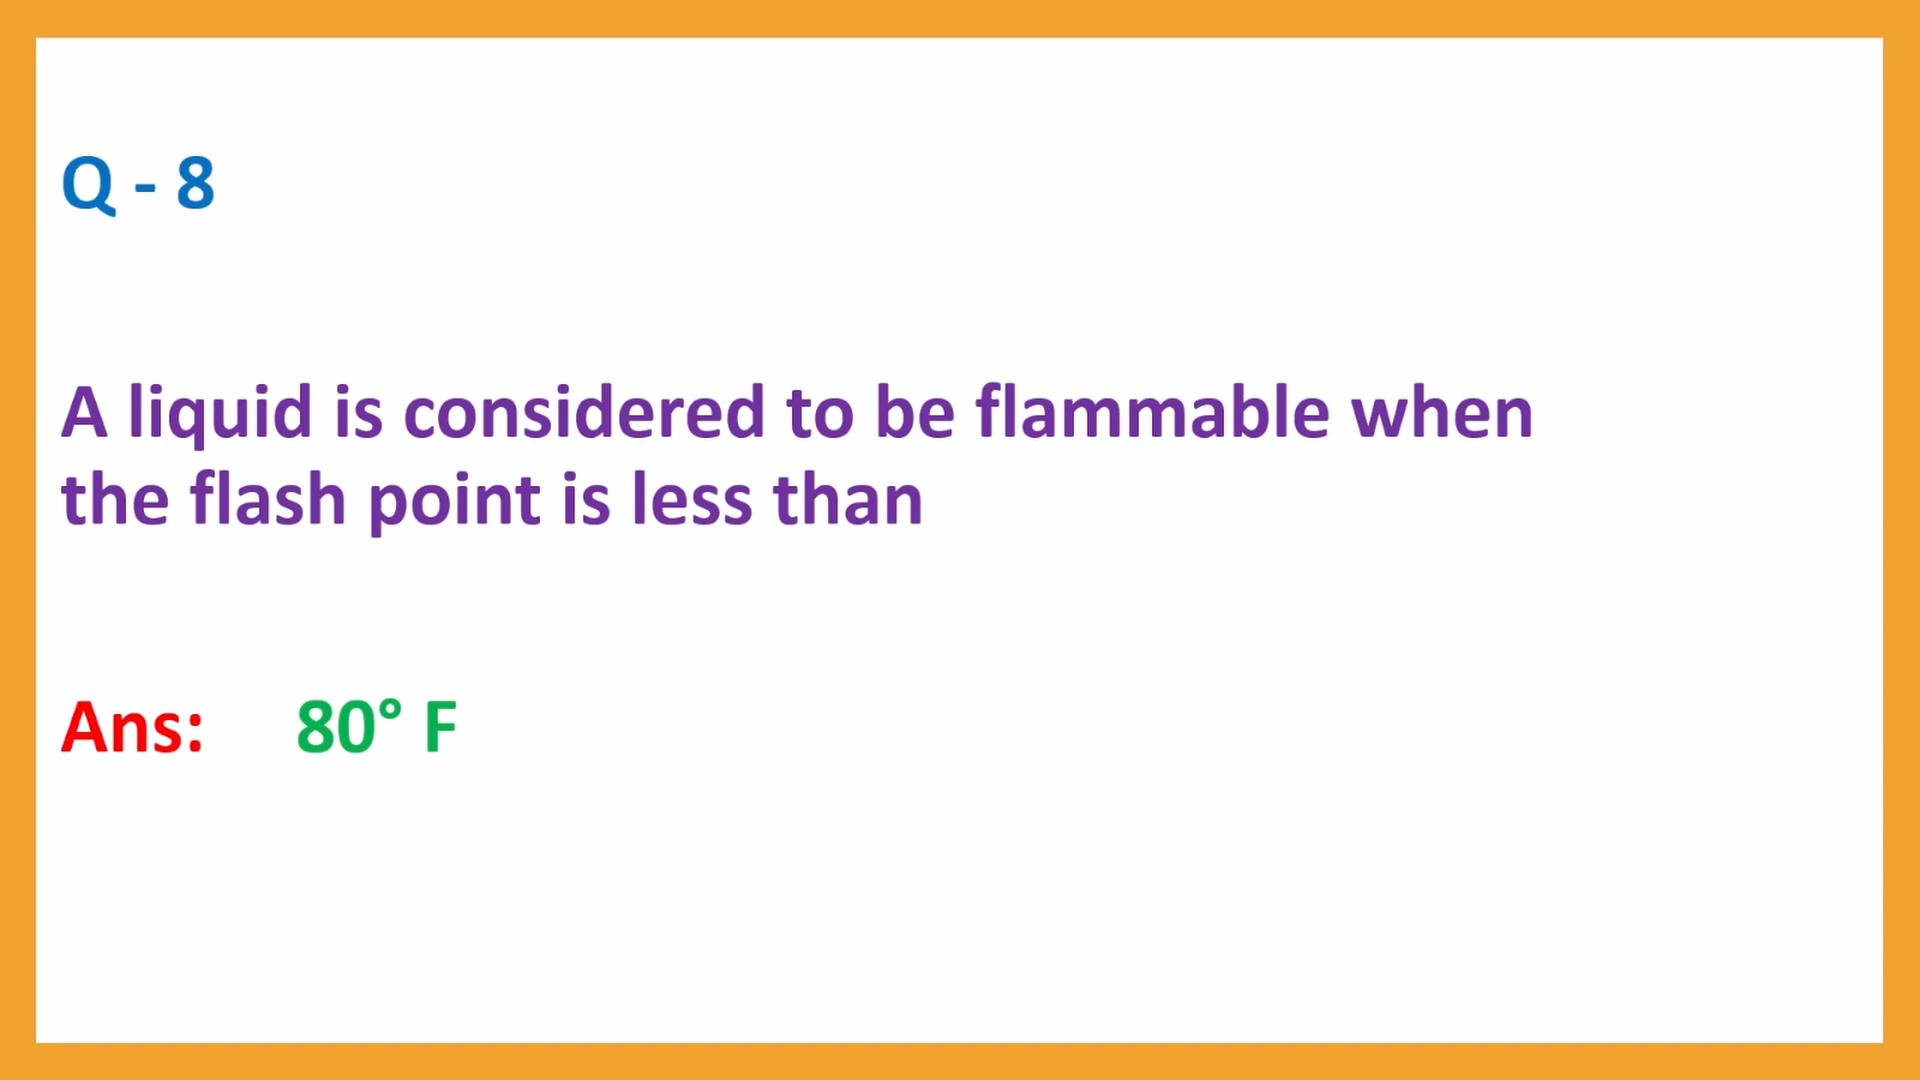 Q - 8
A liquid is considered to be flammable when
the flash point is less than
Ans: 80° F